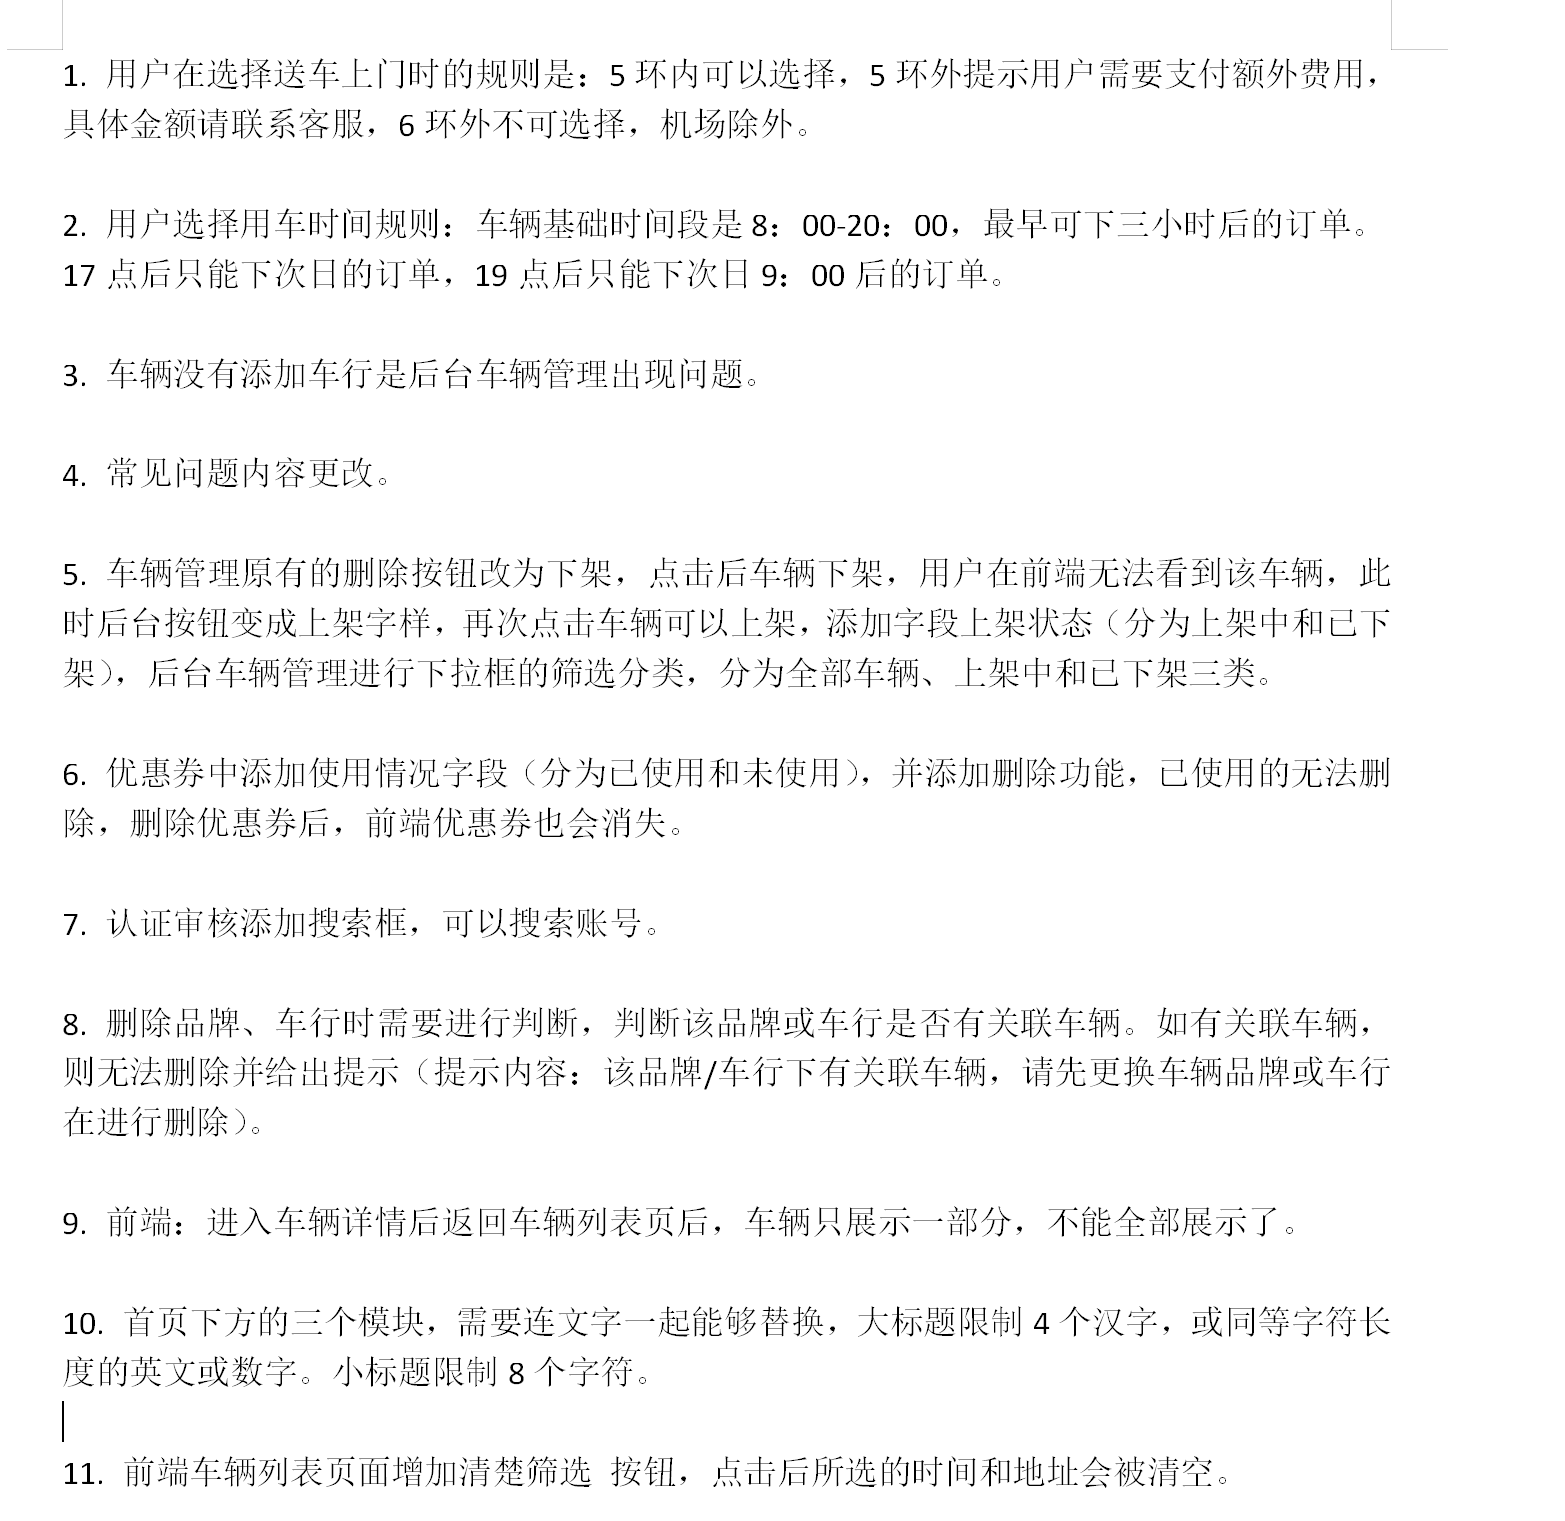 1. 用户在选择送车上门时的规则是：5 环内可以选择，5 环外提示用户需要支付额外费用，
具体金额请联系客服，6 环外不可选择，机场除外。
2. 用户选择用车时间规则：车辆基础时间段是 8：00-20：00，最早可下三小时后的订单。
17 点后只能下次日的订单，19 点后只能下次日 9：00 后的订单。
3. 车辆没有添加车行是后台车辆管理出现问题。
4. 常见问题内容更改。
5. 车辆管理原有的删除按钮改为下架，点击后车辆下架，用户在前端无法看到该车辆，此
时后台按钮变成上架字样，再次点击车辆可以上架，添加字段上架状态（分为上架中和已下
架），后台车辆管理进行下拉框的筛选分类，分为全部车辆、上架中和已下架三类。
6. 优惠券中添加使用情况字段（分为已使用和未使用），并添加删除功能，已使用的无法删
除，删除优惠券后，前端优惠券也会消失。
7. 认证审核添加搜索框，可以搜索账号。
8. 删除品牌、车行时需要进行判断，判断该品牌或车行是否有关联车辆。如有关联车辆，
则无法删除并给出提示（提示内容：该品牌/车行下有关联车辆，请先更换车辆品牌或车行
在进行删除）。
9. 前端：进入车辆详情后返回车辆列表页后，车辆只展示一部分，不能全部展示了。
10. 首页下方的三个模块，需要连文字一起能够替换，大标题限制 4 个汉字，或同等字符长
度的英文或数字。小标题限制 8 个字符。
11. 前端车辆列表页面增加清楚筛选 按钮，点击后所选的时间和地址会被清空。